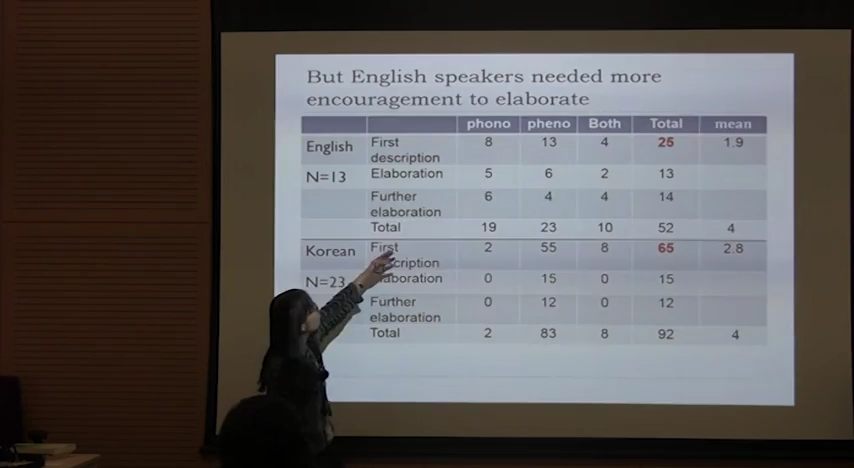 But English speakers needed more
encouragement to elaborate
phono pheno Both Total mean
English First description 8 13 4 25 1.9
N=13 Elaboration 5 6 2 13
Further elaboration 6 4 4 14
Total 19 23 10 52 4
Korean First 2 55 8 65 2.8
N=23 0 15 0 15
Further elaboration 0 12 0 12
Total 2 83 8 92 4